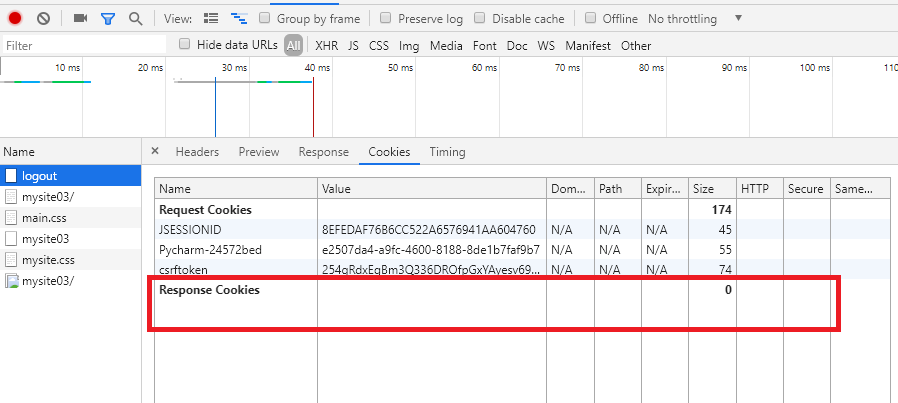 View: Group by frame Preserve log Disable cache Offline No throttling
Filter Hide data URLs All XHR JS CSS Img Media Font Doc WS Manifest Other
10 ms 20 ms 30 ms 40 ms 50 ms 60 ms 70 ms 80 ms 90 ms 100 ms 110
Name × Headers Preview Response Cookies Timing
logout
mysite03/
main.css
mysite03
mysite.css
mysite03/
Name Value Dom... Path Expir... Size HTTP Secure Same...
Request Cookies 174
JSESSIONID 8EFEDAF76B6CC522A6576941AA604760 N/A N/A N/A 45
Pycharm-24572bed e2507da4-a9fc-4600-8188-8de1b7faf9b7 N/A N/A N/A 55
csrftoken 254gRdxEqBm3Q336DROfpGxYAyesv69... N/A N/A N/A 74
Response Cookies 0